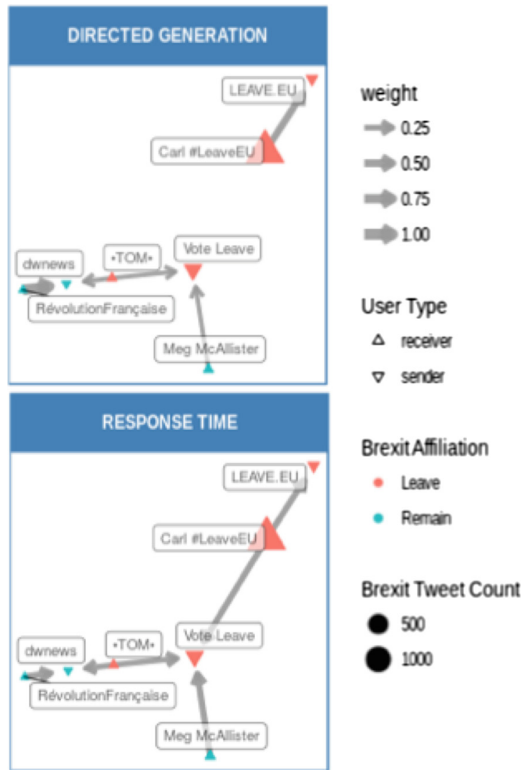 DIRECTED GENERATION
LEAVE.EU
Carl #LeaveEU
Vote Leave
•TOM•
dwnews
RévolutionFrançaise
Meg McAllister
RESPONSE TIME
LEAVE.EU
Carl #LeaveEU
Vote Leave
•TOM•
dwnews
RévolutionFrançaise
Meg McAllister
weight
0.25
0.50
0.75
1.00
User Type
receiver
sender
Brexit Affiliation
Leave
Remain
Brexit Tweet Count
500
1000